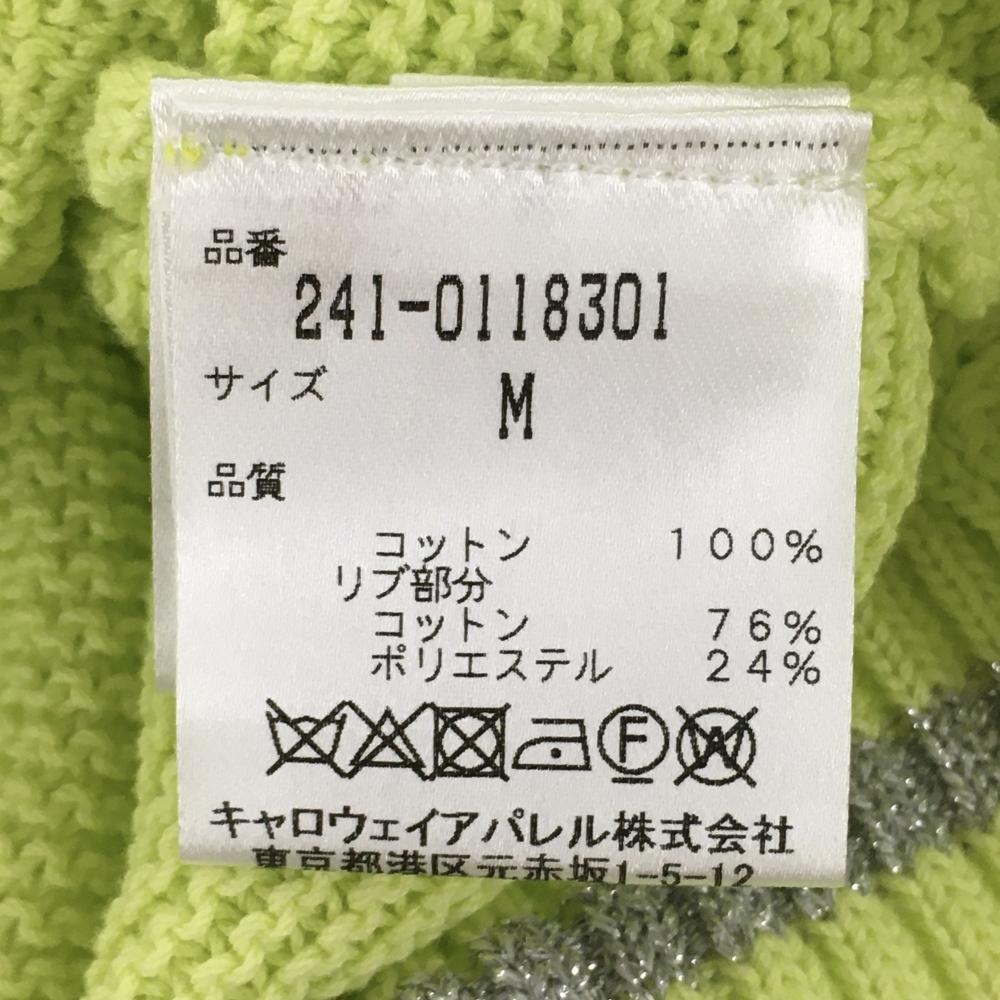 品番
241-0118301
サイズ
M
品質
コットン 100%
リブ部分
コットン 76%
ポリエステル 24%
F W
キャロウェイアパレル株式会社
東京都港区元赤坂1-5-12